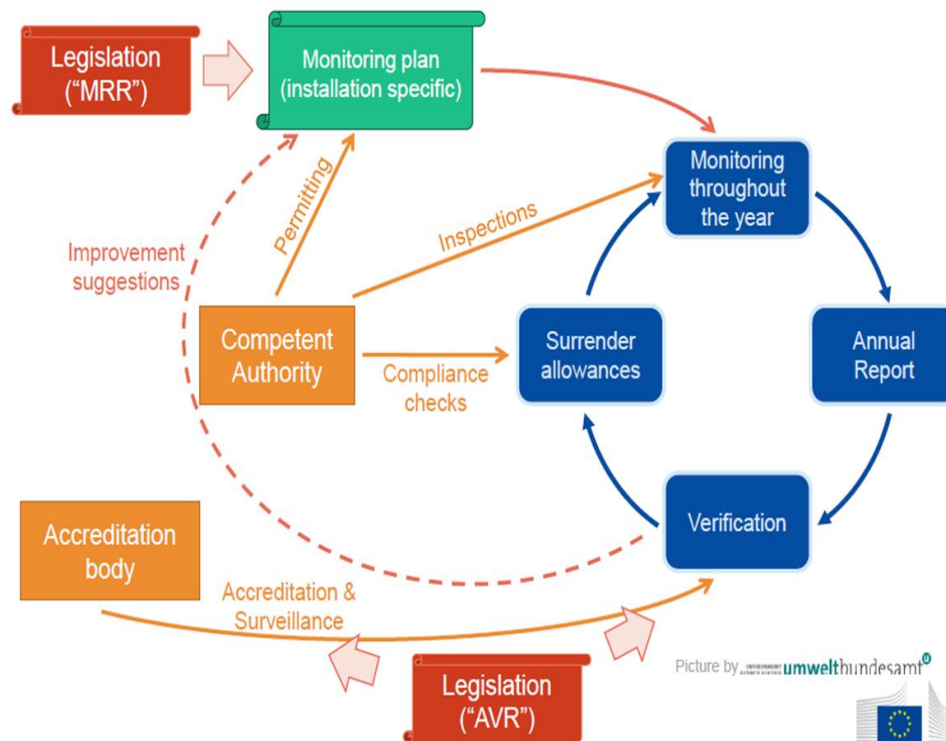 Legislation
(“MRR”)
Monitoring plan
(installation specific)
Monitoring
throughout
the year
Permitting
Inspections
Improvement
suggestions
Competent
Authority
Compliance
checks
Surrender
allowances
Annual
Report
Verification
Accreditation
body
Accreditation &
Surveillance
Legislation
(“AVR”)
Picture by umweltbundesamt